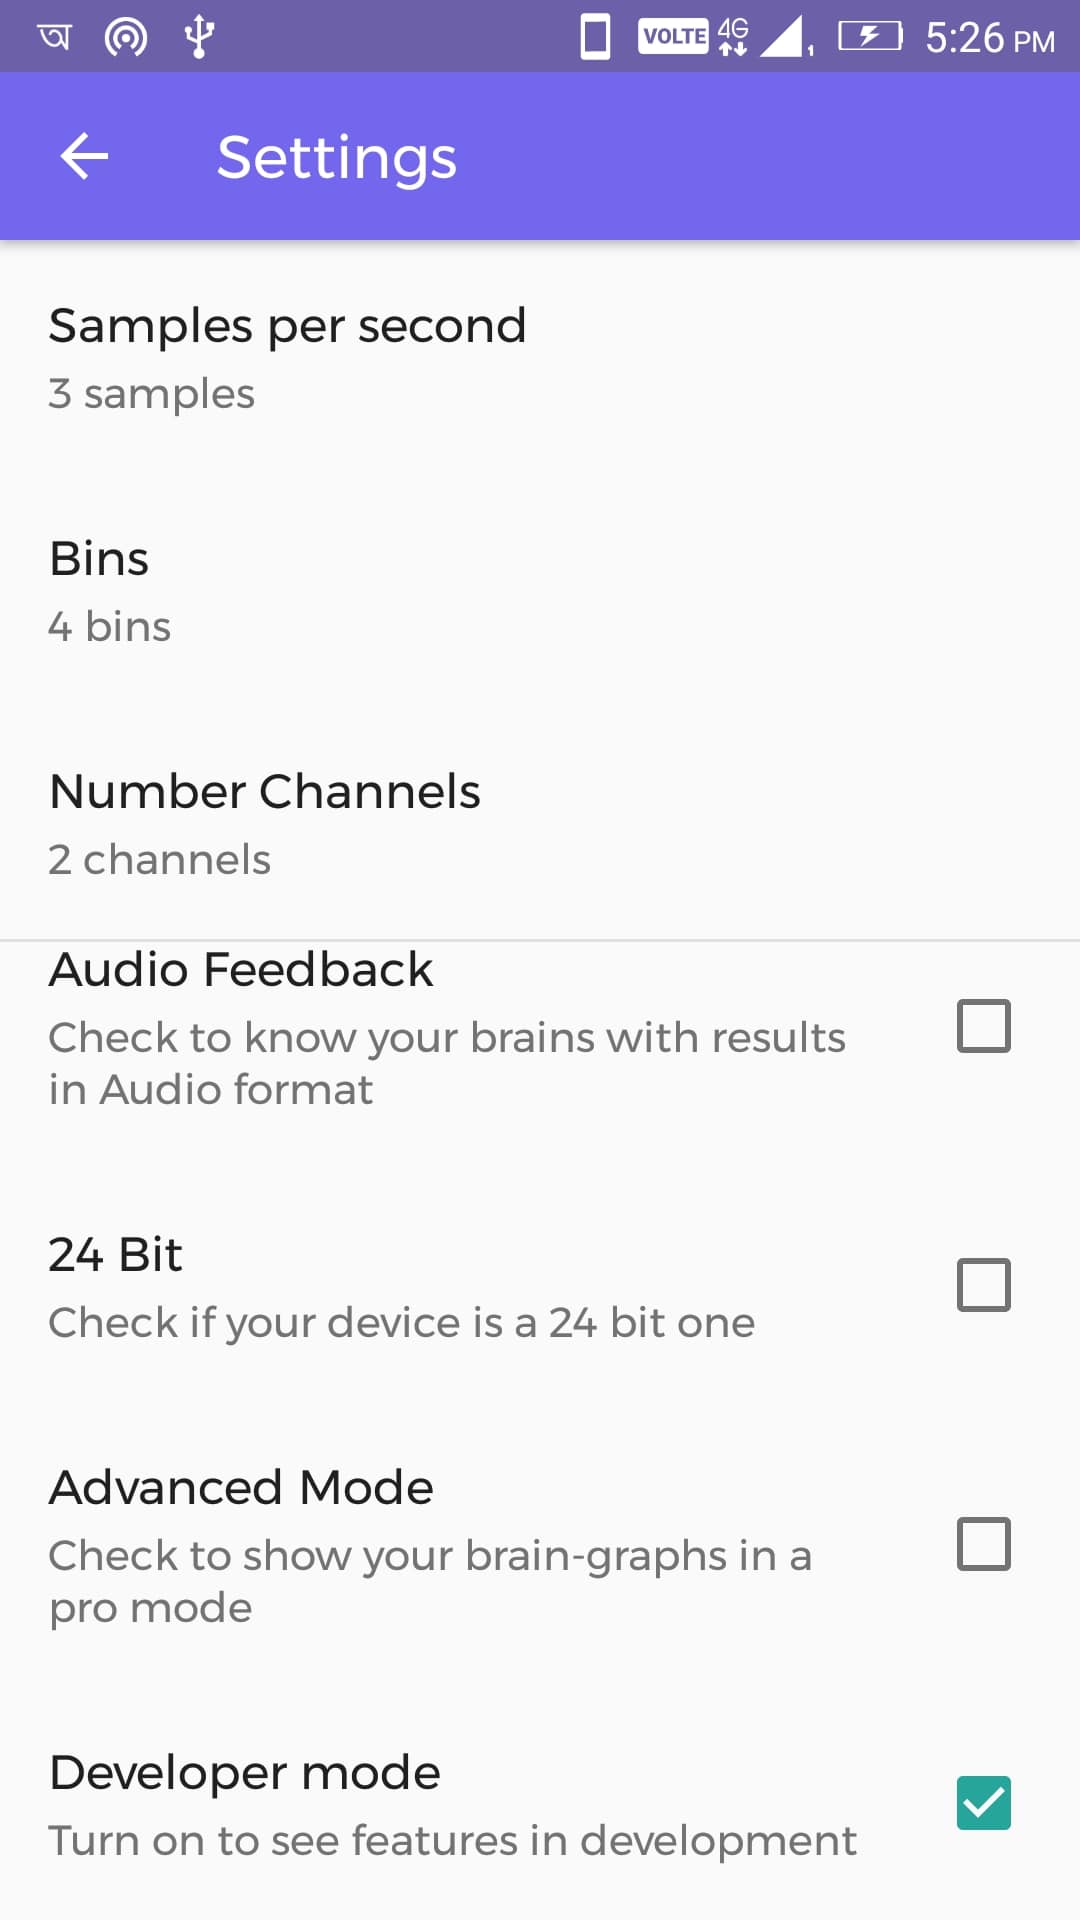 অ VOLTE 4G 1 5:26 PM
Settings
Samples per second
3 samples
Bins
4 bins
Number Channels
2 channels
Audio Feedback
Check to know your brains with results
in Audio format
24 Bit
Check if your device is a 24 bit one
Advanced Mode
Check to show your brain-graphs in a
pro mode
Developer mode
Turn on to see features in development